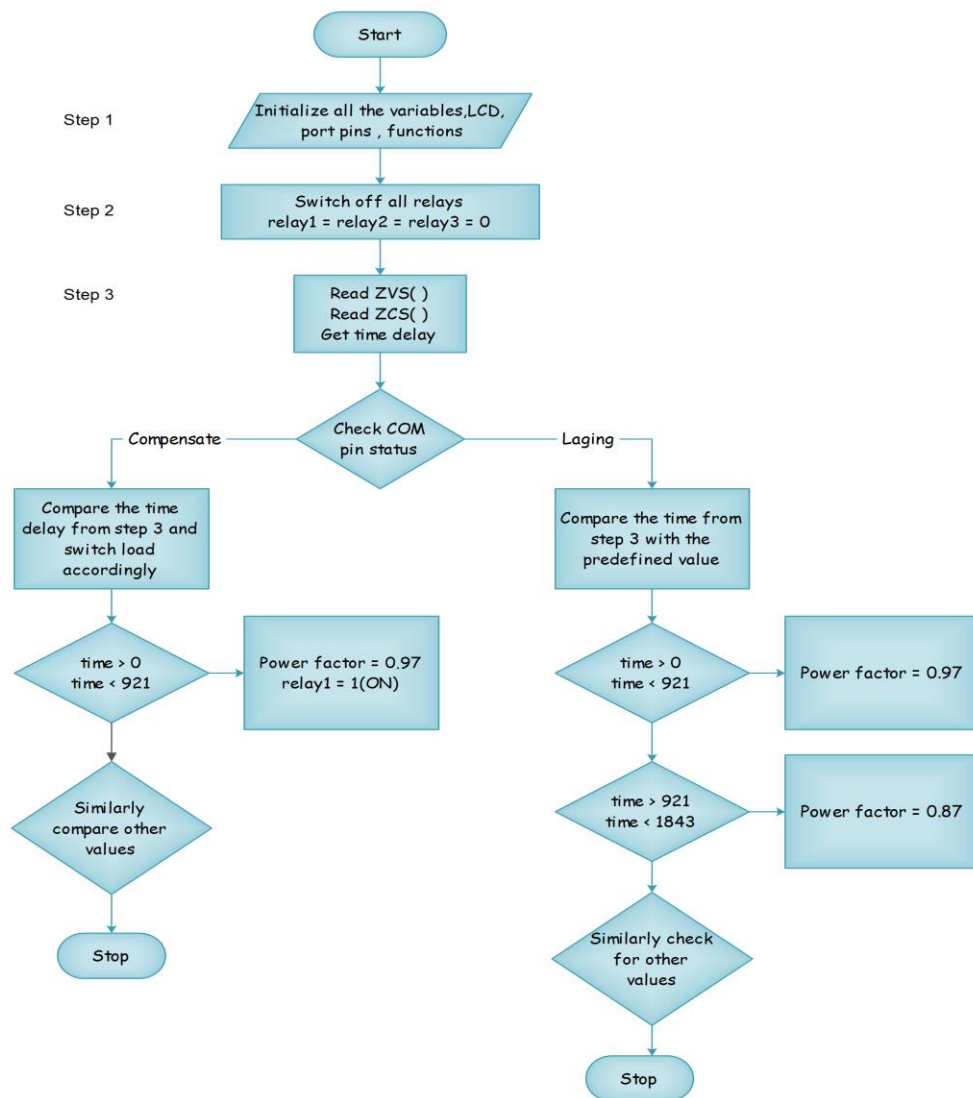 Start
Step 1
Initialize all the variables,LCD,
port pins , functions
Step 2
Switch off all relays
relay1 = relay2 = relay3 = 0
Step 3
Read ZVS( )
Read ZCS( )
Get time delay
Check COM
pin status
Compensate
Laging
Compare the time
delay from step 3 and
switch load
accordingly
time > 0
time < 921
Power factor = 0.97
relay1 = 1(ON)
Similarly
compare other
values
Stop
Compare the time from
step 3 with the
predefined value
time > 0
time < 921
Power factor = 0.97
time > 921
time < 1843
Power factor = 0.87
Similarly check
for other
values
Stop